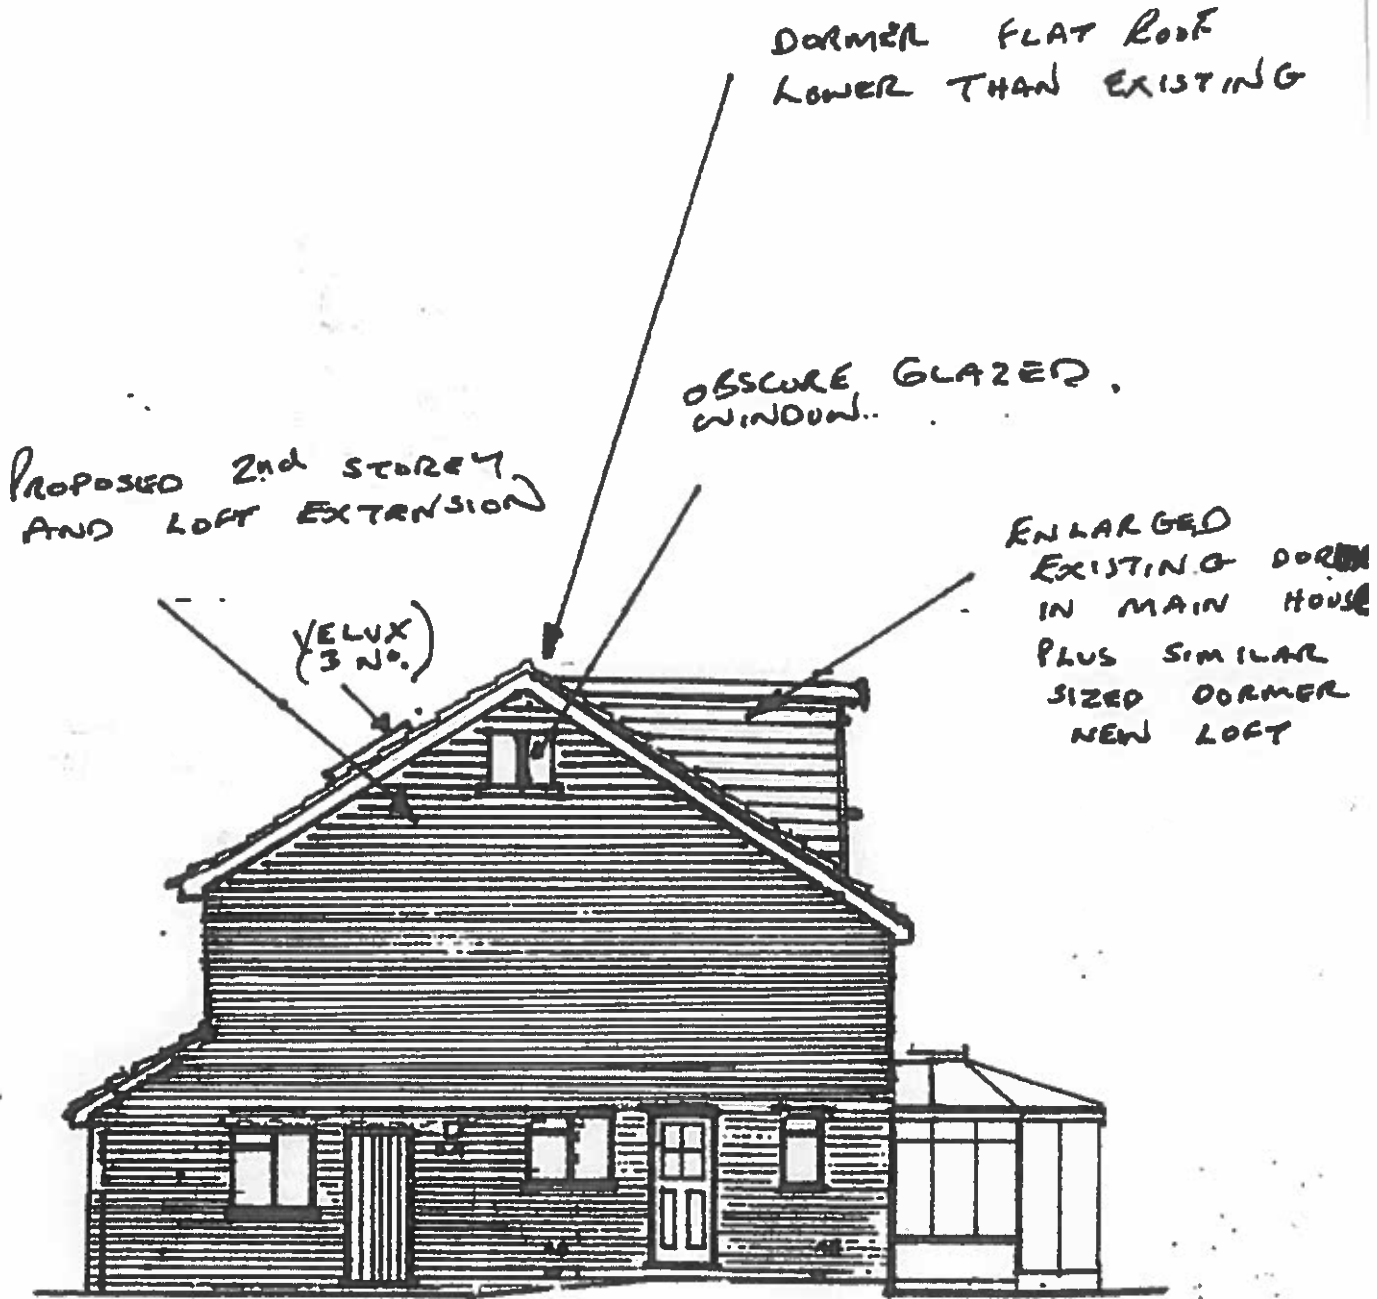 DORMER FLAT ROOF
LOWER THAN EXISTING
OBSCURE GLAZED.
WINDOW..
PROPOSED 2nd STOREY
AND LOFT EXTENSION
VELUX
(3 No.)
ENLARGED
EXISTING DOR
IN MAIN HOUSE
PLUS SIMILAR
SIZED DORMER
NEW LOFT